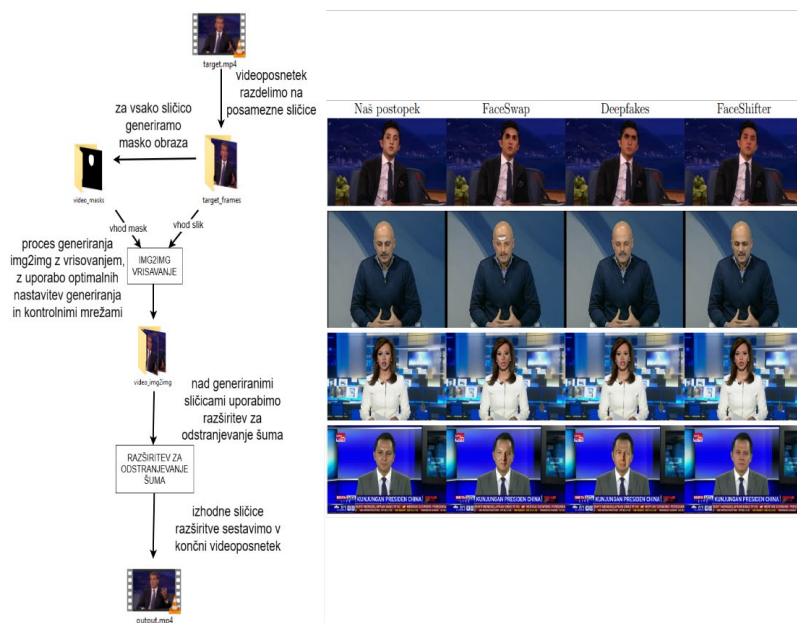 target.mp4
videoposnetek
razdelimo na
posamezne sličice
za vsako sličico
generiramo
masko obraza
video_masks
target_frames
vhod mask
vhod slik
proces generiranja
img2img z vrisovanjem,
z uporabo optimalnih
nastavitev generiranja
in kontrolnimi mrežami
IMG2IMG
VRISAVANJE
video_img2img
nad generiranimi
sličicami uporabimo
razširitev za
odstranjevanje šuma
RAZŠIRITEV ZA
ODSTRANJEVANJE
ŠUMA
izhodne sličice
razširitve sestavimo v
končni videoposnetek
output.mp4
Naš postopek FaceSwap Deepfakes FaceShifter
KUNJUNGAN PRESIDEN CHINA
KUNJUNGAN PRESIDEN CHINA
KUNJUNGAN PRESIDEN CHINA
KUNJUNGAN PRESIDEN CHINA